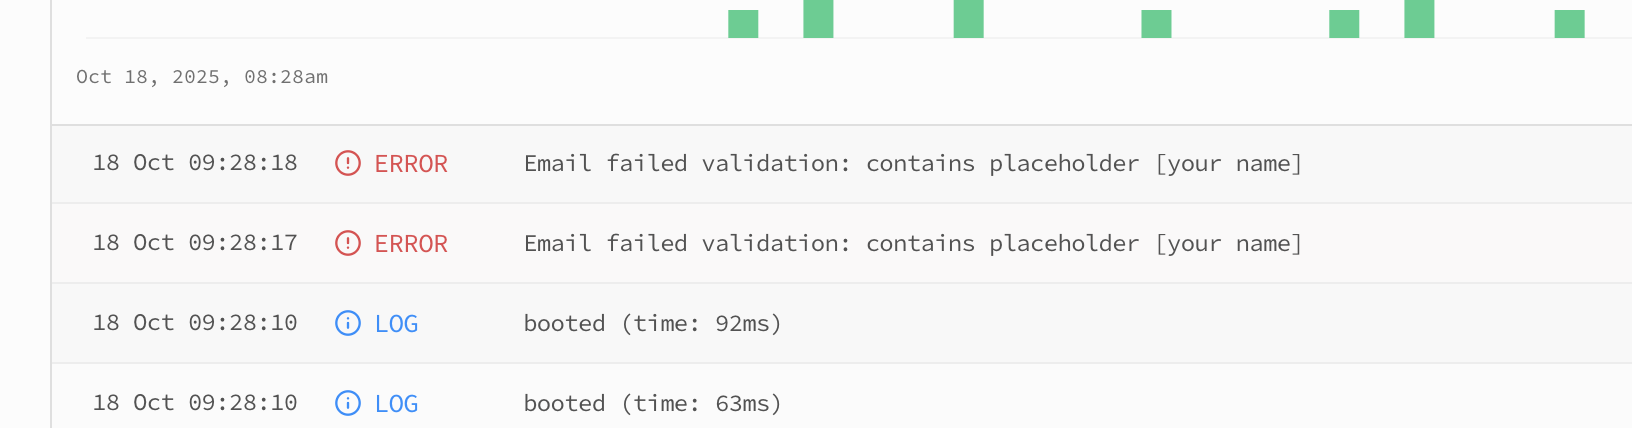 Oct 18, 2025, 08:28am
18 Oct 09:28:18 ERROR Email failed validation: contains placeholder [your name]
18 Oct 09:28:17 ERROR Email failed validation: contains placeholder [your name]
18 Oct 09:28:10 LOG booted (time: 92ms)
18 Oct 09:28:10 LOG booted (time: 63ms)